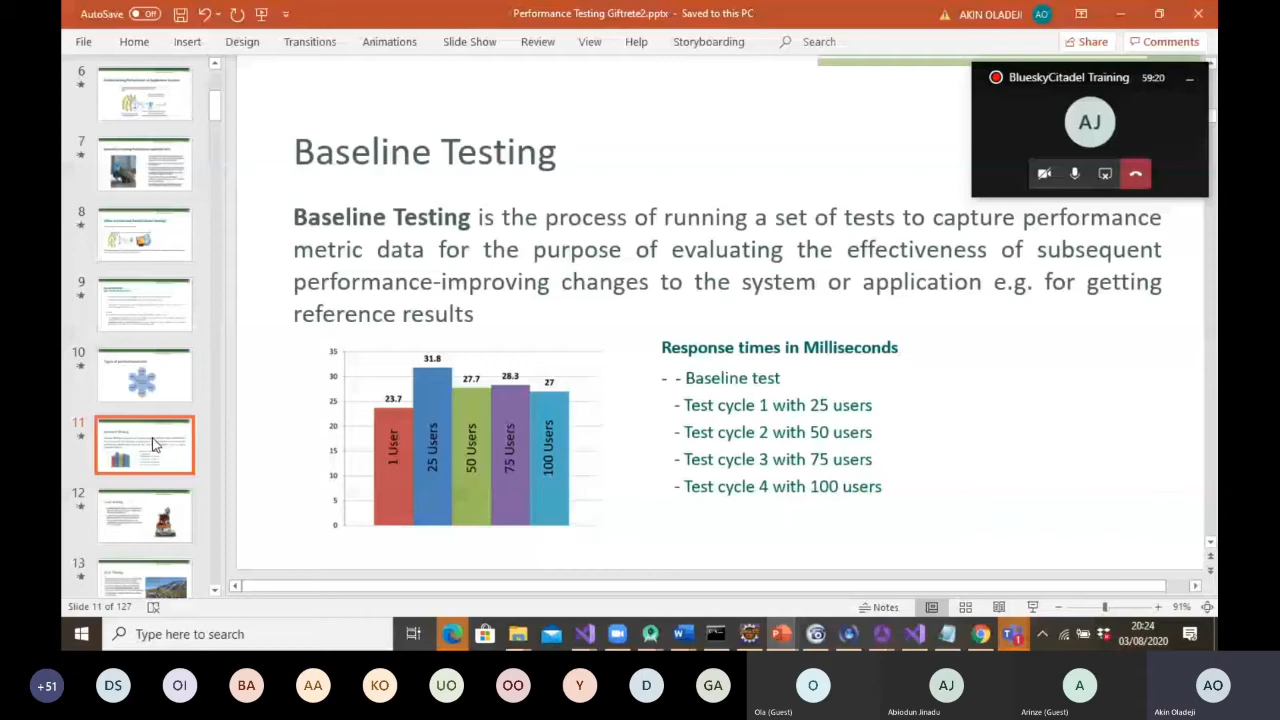 AutoSave Off
Performance Testing Giftrete2.pptx - Saved to this PC
AKIN OLADEJI AO
File Home Insert Design Transitions Animations Slide Show Review View Help Storyboarding Search Share Comments
BlueskyCitadel Training 59:20
AJ
6
7
8
9
10
11
12
13
Baseline Testing
Baseline Testing is the process of running a set of tests to capture performance
metric data for the purpose of evaluating the effectiveness of subsequent
performance-improving changes to the system or application e.g. for getting
reference results
35
30
25
20
15
10
5
0
23.7
31.8
27.7
28.3
27
1 User
25 Users
50 Users
75 Users
100 Users
Response times in Milliseconds
- - Baseline test
- Test cycle 1 with 25 users
- Test cycle 2 with 50 users
- Test cycle 3 with 75 users
- Test cycle 4 with 100 users
Slide 11 of 127
Notes
91%
Type here to search
20:24
03/08/2020
+51 DS OI BA AA KO UO OO Y D GA O AJ A AO
Ola (Guest) Abiodun Jinadu Arinze (Guest) Akin Oladeji